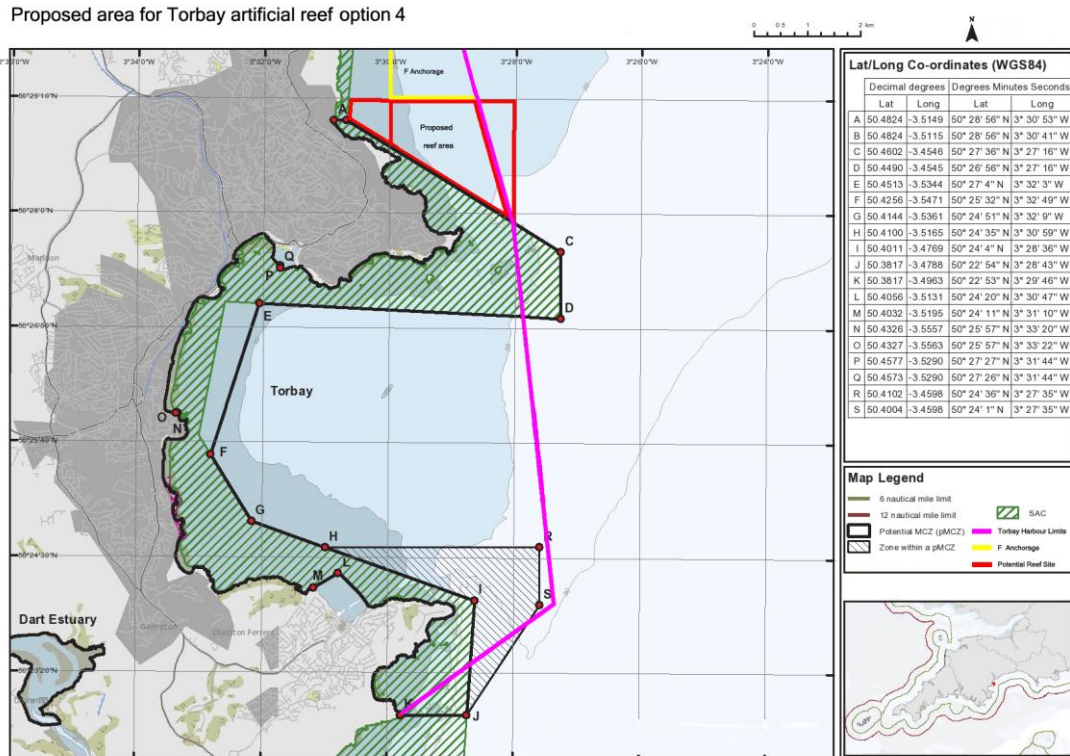 Proposed area for Torbay artificial reef option 4
0 0.5 1 2 km
N
3°34'0"W 3°32'0"W 3°30'0"W 3°28'0"W 3°26'0"W 3°24'0"W
F Anchorage
A
Proposed
reef area
50°28'0"N
C
Q
P
D
E
Torbay
O
N
50°25'40"N
F
G
H
R
50°24'30"N
L
M
I
S
Dart Estuary
Churston Ferrers
50°23'20"N
K
J
Lat/Long Co-ordinates (WGS84)
Decimal degrees Degrees Minutes Seconds
Lat Long Lat Long
A 50.4824 -3.5149 50° 28' 56" N 3° 30' 53" W
B 50.4824 -3.5115 50° 28' 56" N 3° 30' 41" W
C 50.4602 -3.4546 50° 27' 36" N 3° 27' 16" W
D 50.4490 -3.4545 50° 26' 56" N 3° 27' 16" W
E 50.4513 -3.5344 50° 27' 4" N 3° 32' 3" W
F 50.4256 -3.5471 50° 25' 32" N 3° 32' 49" W
G 50.4144 -3.5361 50° 24' 51" N 3° 32' 9" W
H 50.4100 -3.5165 50° 24' 35" N 3° 30' 59" W
I 50.4011 -3.4769 50° 24' 4" N 3° 28' 36" W
J 50.3817 -3.4788 50° 22' 54" N 3° 28' 43" W
K 50.3817 -3.4963 50° 22' 53" N 3° 29' 46" W
L 50.4056 -3.5131 50° 24' 20" N 3° 30' 47" W
M 50.4032 -3.5195 50° 24' 11" N 3° 31' 10" W
N 50.4326 -3.5557 50° 25' 57" N 3° 33' 20" W
O 50.4327 -3.5563 50° 25' 57" N 3° 33' 22" W
P 50.4577 -3.5290 50° 27' 27" N 3° 31' 44" W
Q 50.4573 -3.5290 50° 27' 26" N 3° 31' 44" W
R 50.4102 -3.4598 50° 24' 36" N 3° 27' 35" W
S 50.4004 -3.4598 50° 24' 1" N 3° 27' 35" W
Map Legend
6 nautical mile limit
12 nautical mile limit
Potential MCZ (pMCZ)
Zone within a pMCZ
SAC
Torbay Harbour Limits
F Anchorage
Potential Reef Site